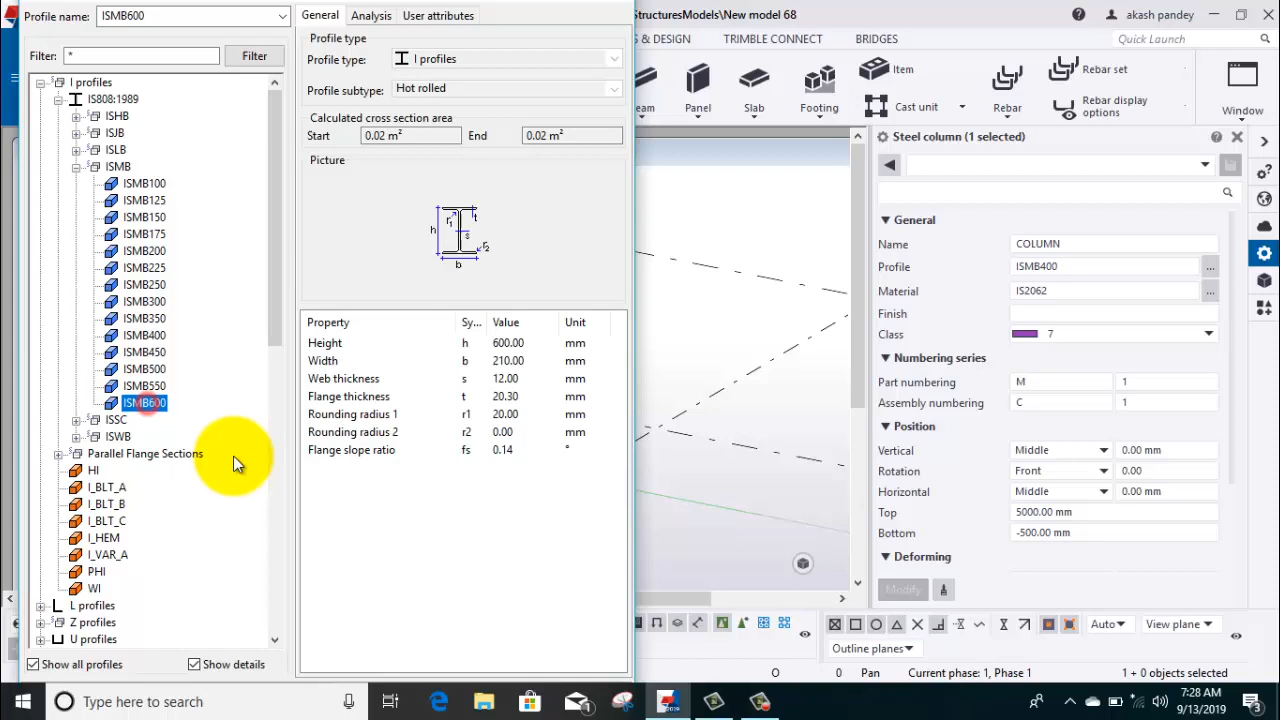 Profile name: ISMB600
General Analysis User attributes
StructuresModels\New model 68
akash pandey
Filter: * Filter
Profile type
Profile type: I profiles
Profile subtype: Hot rolled
Calculated cross section area
Start 0.02 m² End 0.02 m²
Picture
h r1 s t r2 b
Property Sy... Value Unit
Height h 600.00 mm
Width b 210.00 mm
Web thickness s 12.00 mm
Flange thickness t 20.30 mm
Rounding radius 1 r1 20.00 mm
Rounding radius 2 r2 0.00 mm
Flange slope ratio fs 0.14 °
I profiles
IS808:1989
ISHB
ISJB
ISLB
ISMB
ISMB100
ISMB125
ISMB150
ISMB175
ISMB200
ISMB225
ISMB250
ISMB300
ISMB350
ISMB400
ISMB450
ISMB500
ISMB550
ISMB600
ISSC
ISWB
Parallel Flange Sections
HI
I_BLT_A
I_BLT_B
I_BLT_C
I_HEM
I_VAR_A
PHI
WI
L profiles
Z profiles
U profiles
Show all profiles Show details
& DESIGN TRIMBLE CONNECT BRIDGES Quick Launch
eam Panel Slab Footing
Item
Cast unit
Rebar
Rebar set
Rebar display
options
Window
Steel column (1 selected)
General
Name COLUMN
Profile ISMB400 ...
Material IS2062 ...
Finish
Class 7
Numbering series
Part numbering M 1
Assembly numbering C 1
Position
Vertical Middle 0.00 mm
Rotation Front 0.00
Horizontal Middle 0.00 mm
Top 5000.00 mm
Bottom -500.00 mm
Deforming
Modify
Auto View plane
Outline planes
0 Pan Current phase: 1, Phase 1 1 + 0 objects selected
Type here to search
1
2019
7:28 AM
9/13/2019
3